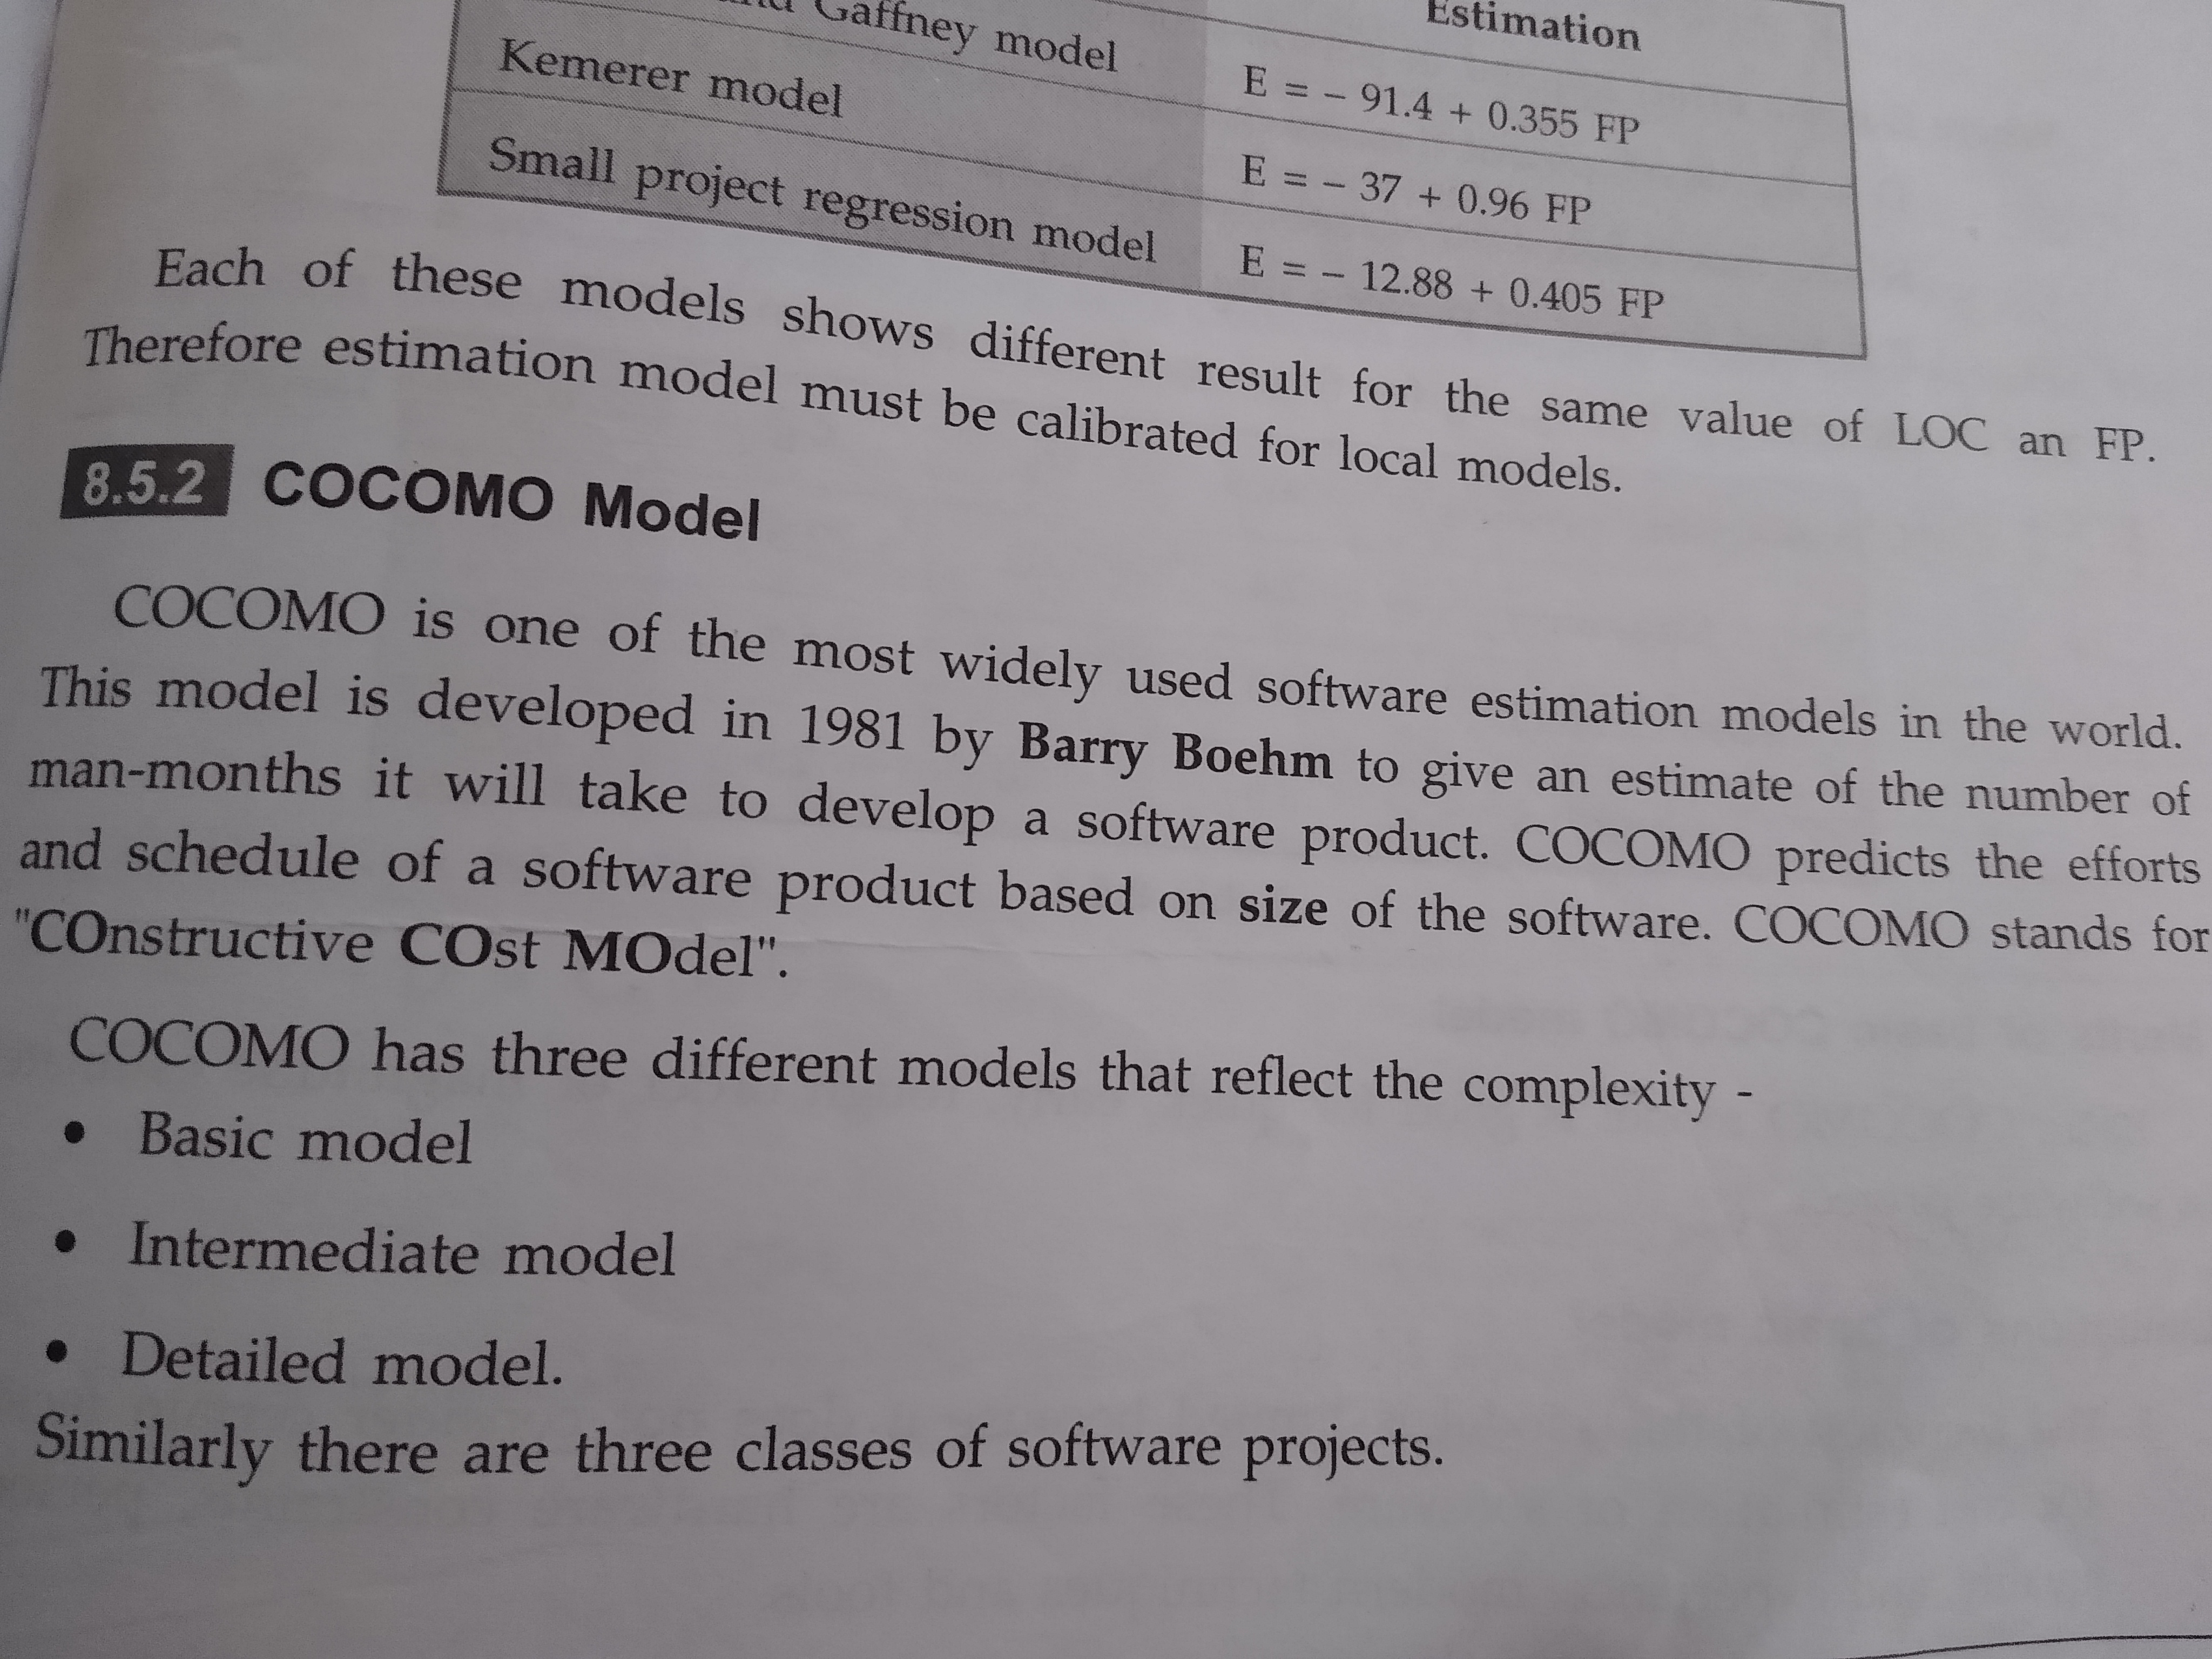 Estimation
Gaffney model E = – 91.4 + 0.355 FP
Kemerer model E = – 37 + 0.96 FP
Small project regression model E = – 12.88 + 0.405 FP
Each of these models shows different result for the same value of LOC an FP.
Therefore estimation model must be calibrated for local models.
8.5.2 COCOMO Model
COCOMO is one of the most widely used software estimation models in the world.
This model is developed in 1981 by Barry Boehm to give an estimate of the number of
man-months it will take to develop a software product. COCOMO predicts the efforts
and schedule of a software product based on size of the software. COCOMO stands for
"COnstructive COst MOdel".
COCOMO has three different models that reflect the complexity -
• Basic model
• Intermediate model
• Detailed model.
Similarly there are three classes of software projects.